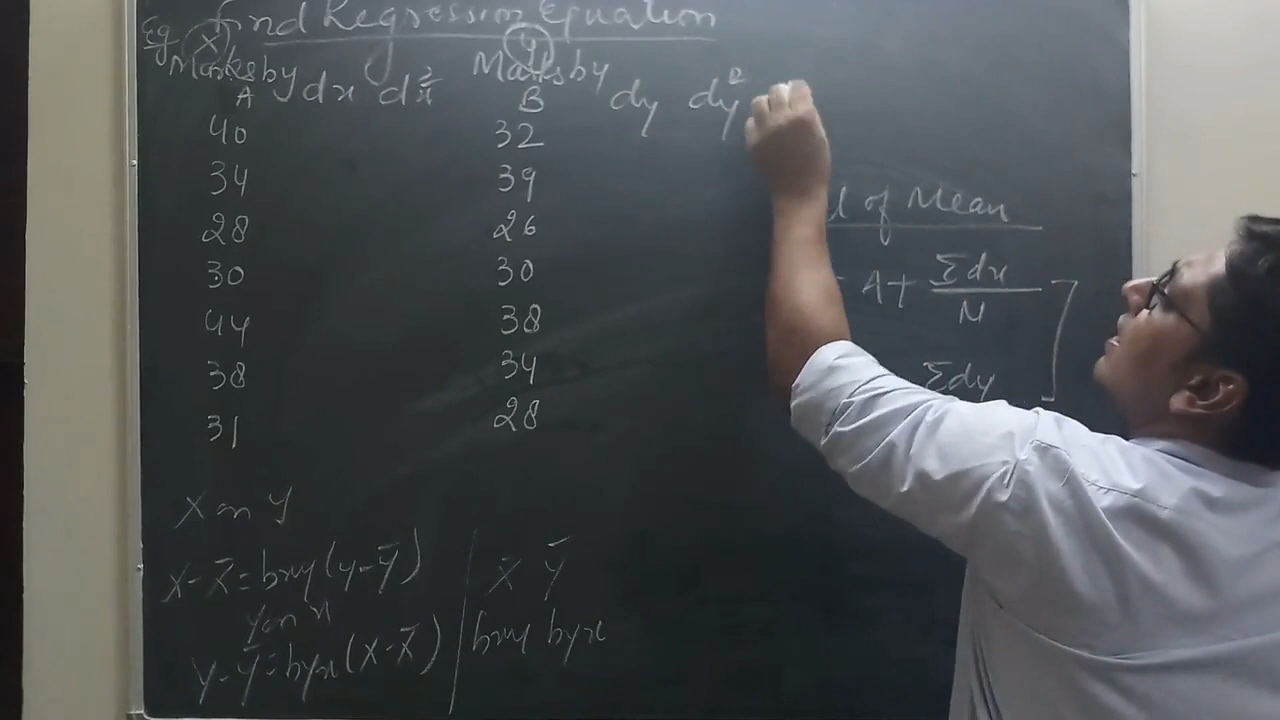 Eg Find Regression Equation
X Y
Marks by A dx dx² Marks by B dy dy²
40 32
34 39
28 26
30 30
44 38
38 34
31 28
of Mean
A + Σdx / N
Σdy
X on Y
X - X̄ = bxy (y - ȳ)
Y on X
Y - Ȳ = byx (X - X̄)
X̄ Ȳ
bxy byx